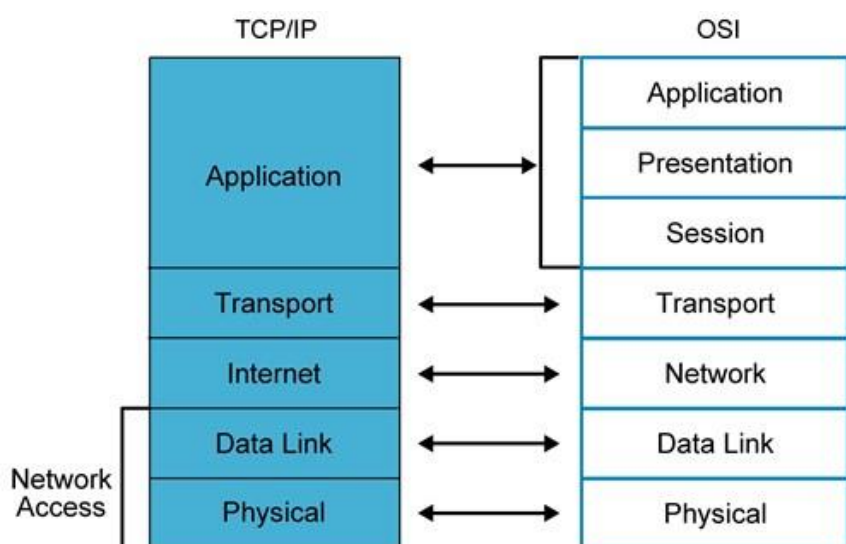 TCP/IP
OSI
Application
Transport
Internet
Data Link
Physical
Network
Access
Application
Presentation
Session
Transport
Network
Data Link
Physical